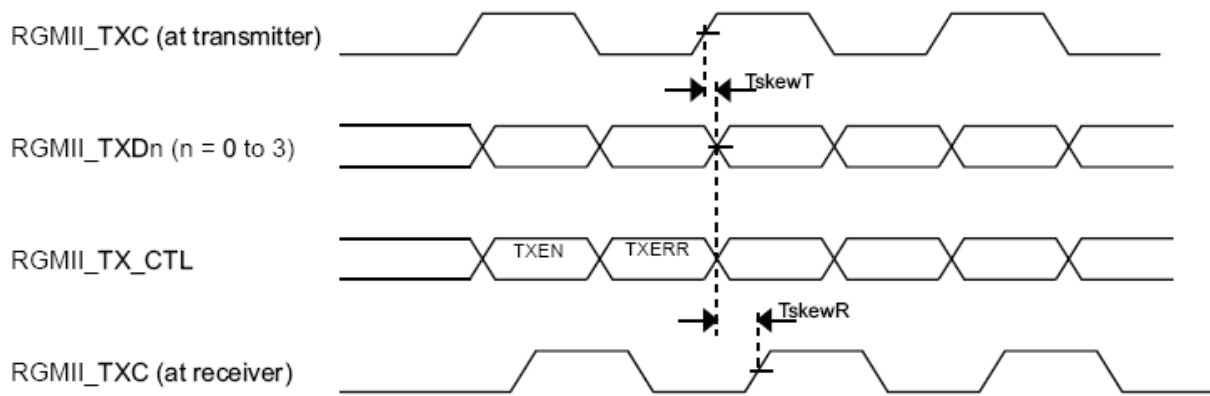 RGMII_TXC (at transmitter)
TskewT
RGMII_TXDn (n = 0 to 3)
RGMII_TX_CTL
TXEN
TXERR
TskewR
RGMII_TXC (at receiver)